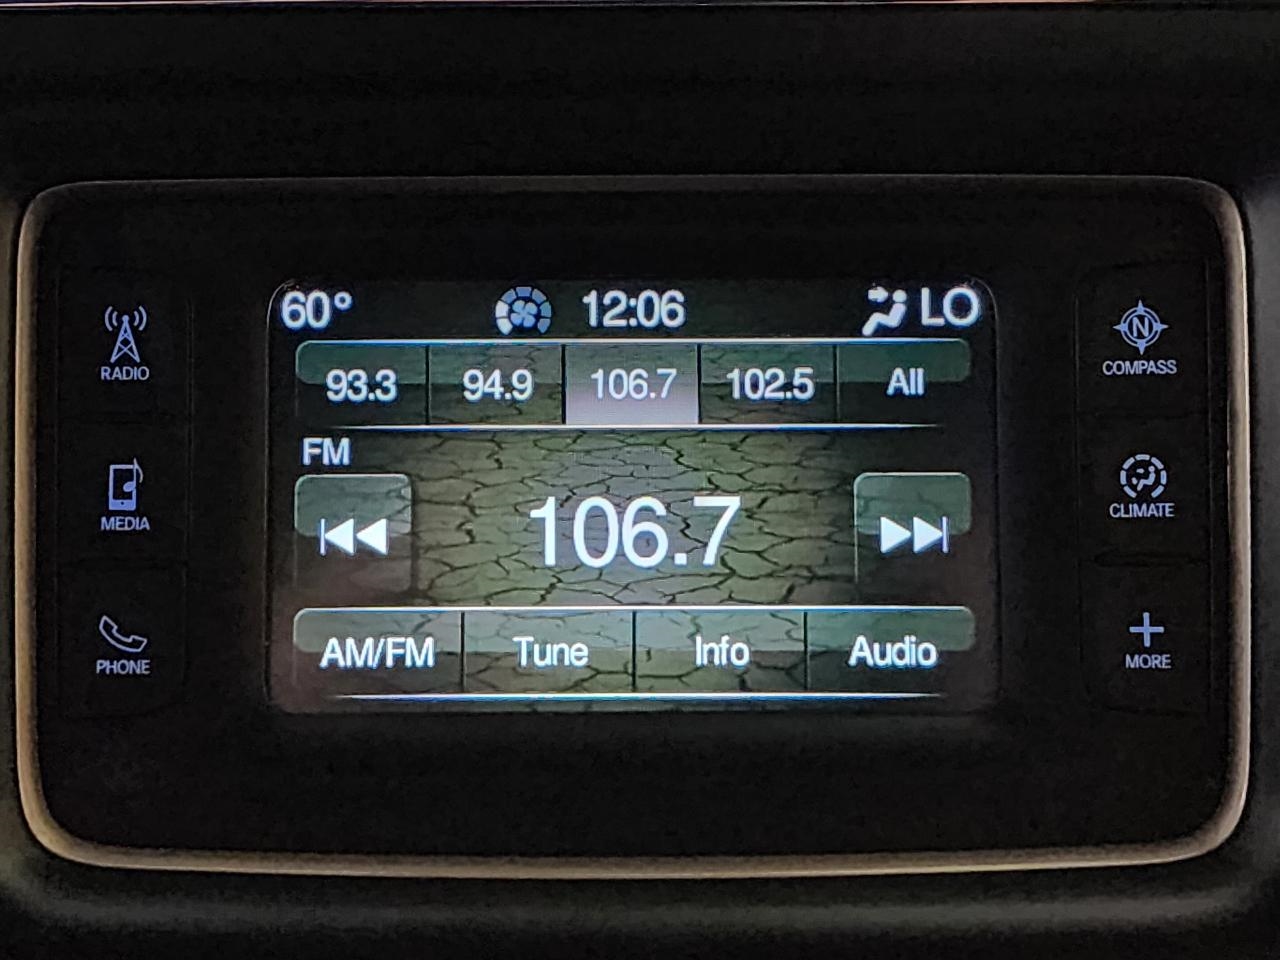 60° 12:06 LO
93.3 94.9 106.7 102.5 All
FM
106.7
AM/FM Tune Info Audio
RADIO
MEDIA
PHONE
N
COMPASS
CLIMATE
MORE